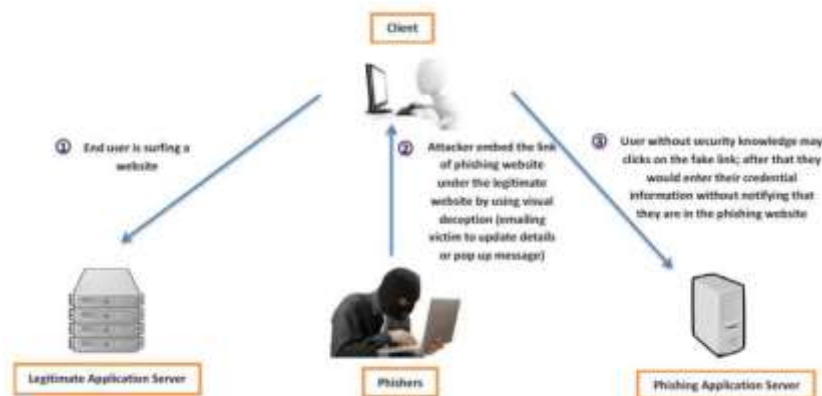 Client
① End user is surfing a
website
② Attacker embed the link
of phishing website
under the legitimate
website by using visual
deception (emailing
victim to update details
or pop up message)
③ User without security knowledge may
clicks on the fake link; after that they
would enter their credential
information without notifying that
they are in the phishing website
Legitimate Application Server
Phishers
Phishing Application Server